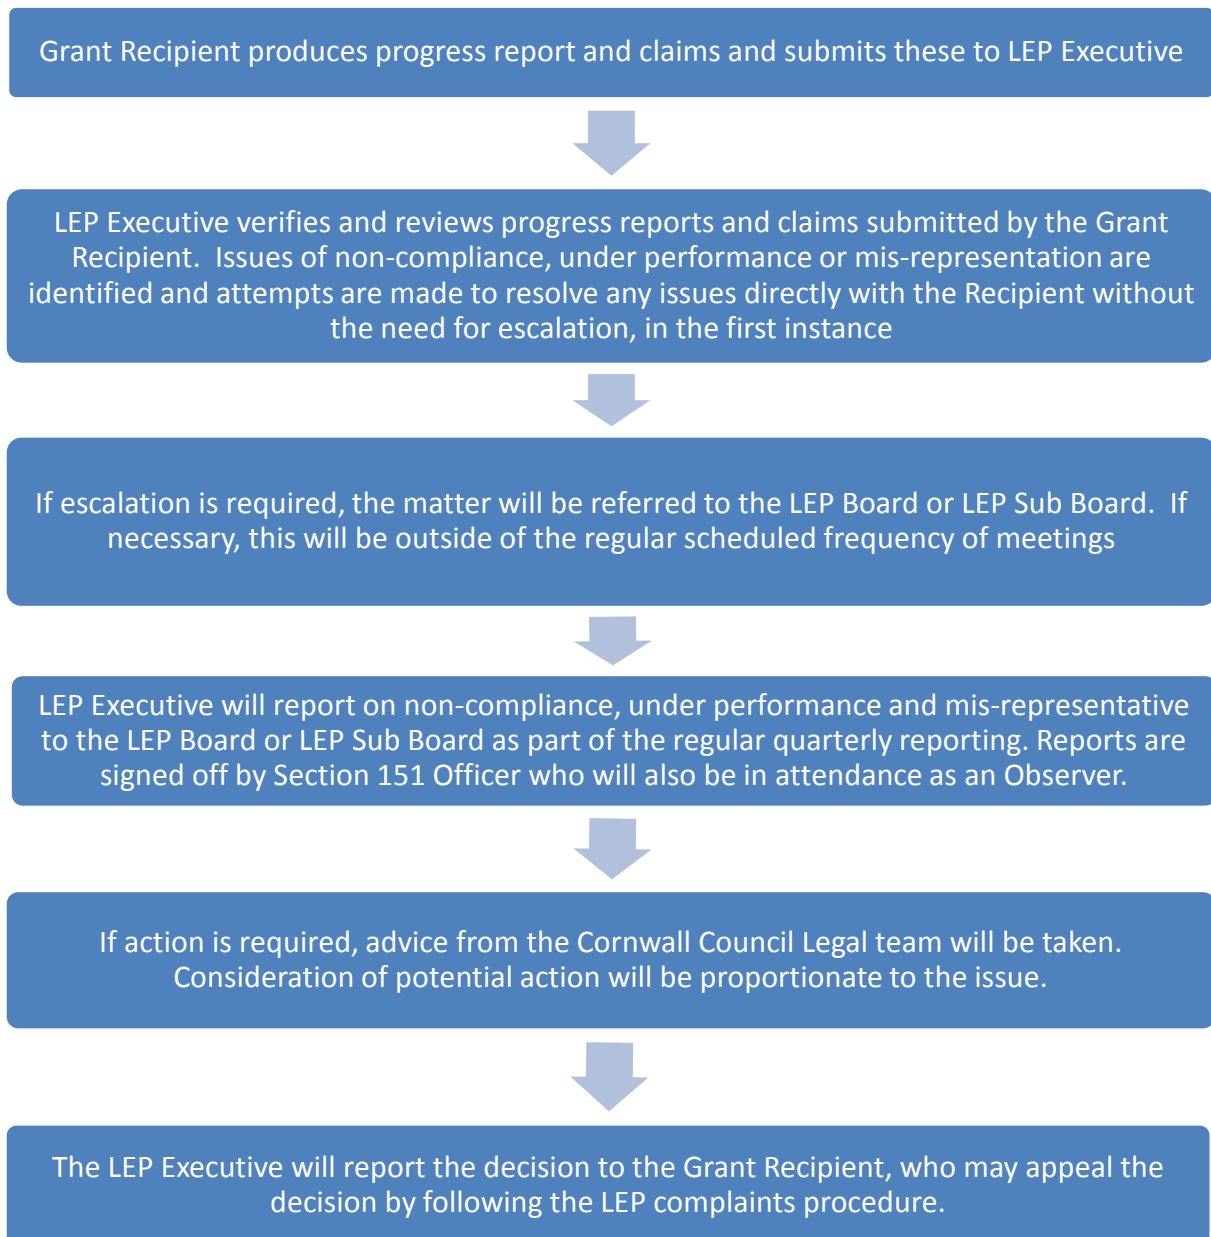 Grant Recipient produces progress report and claims and submits these to LEP Executive
LEP Executive verifies and reviews progress reports and claims submitted by the Grant
Recipient.  Issues of non-compliance, under performance or mis-representation are
identified and attempts are made to resolve any issues directly with the Recipient without
the need for escalation, in the first instance
If escalation is required, the matter will be referred to the LEP Board or LEP Sub Board.  If
necessary, this will be outside of the regular scheduled frequency of meetings
LEP Executive will report on non-compliance, under performance and mis-representative
to the LEP Board or LEP Sub Board as part of the regular quarterly reporting. Reports are
signed off by Section 151 Officer who will also be in attendance as an Observer.
If action is required, advice from the Cornwall Council Legal team will be taken.
Consideration of potential action will be proportionate to the issue.
The LEP Executive will report the decision to the Grant Recipient, who may appeal the
decision by following the LEP complaints procedure.